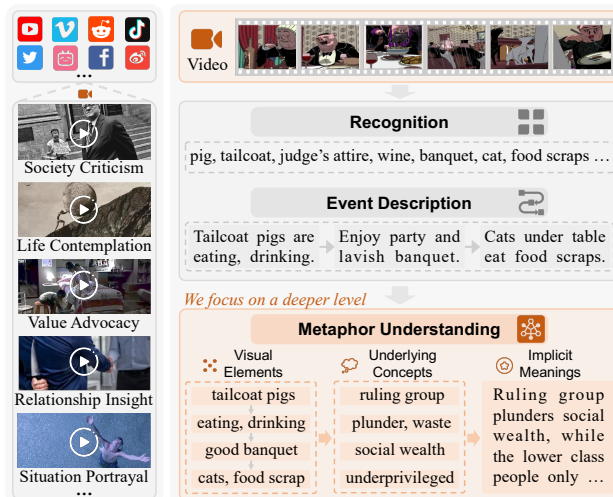 ...
Society Criticism
Life Contemplation
Value Advocacy
Relationship Insight
Situation Portrayal
...
Video
Recognition
pig, tailcoat, judge's attire, wine, banquet, cat, food scraps ...
Event Description
Tailcoat pigs are
eating, drinking.
Enjoy party and
lavish banquet.
Cats under table
eat food scraps.
We focus on a deeper level
Metaphor Understanding
Visual
Elements
tailcoat pigs
eating, drinking
good banquet
cats, food scrap
Underlying
Concepts
ruling group
plunder, waste
social wealth
underprivileged
Implicit
Meanings
Ruling group
plunders social
wealth, while
the lower class
people only ...